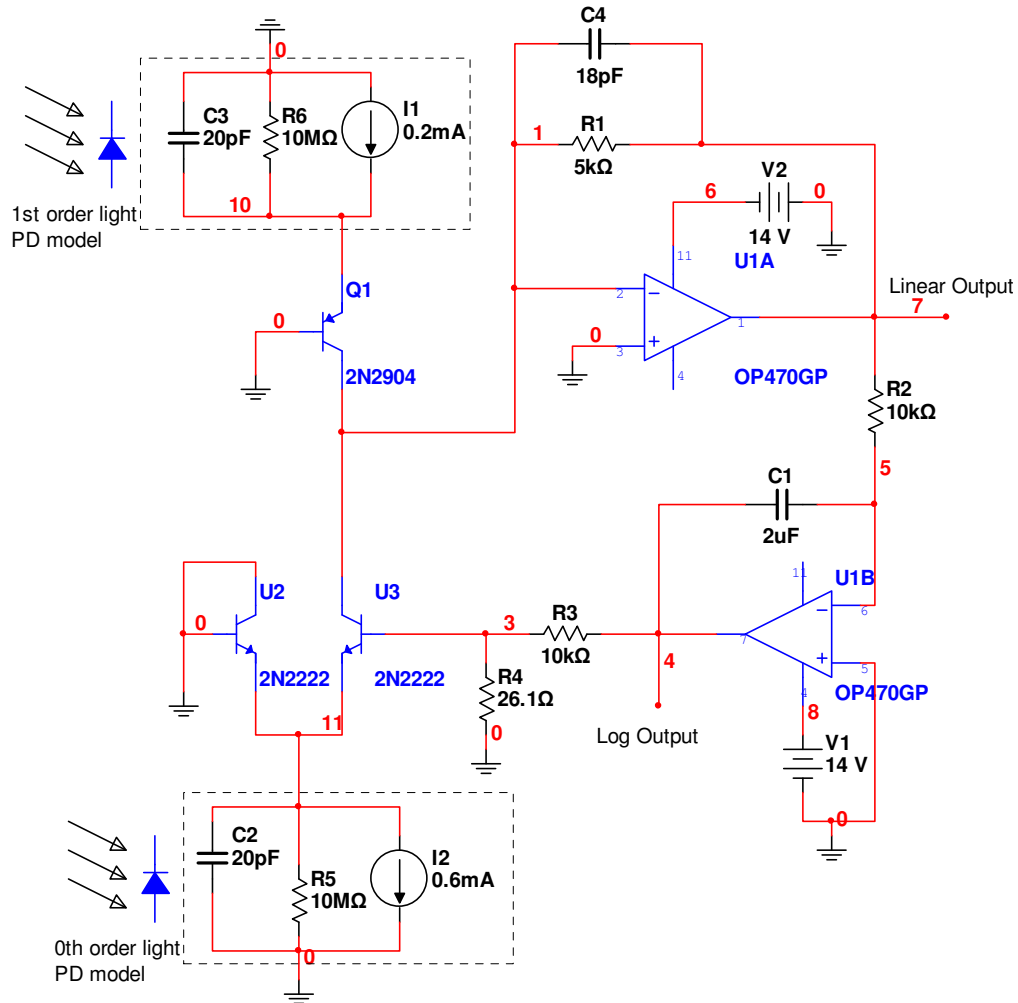 C4
18pF
0
C3
20pF
R6
10MΩ
I1
0.2mA
1
R1
5kΩ
V2
6
0
14 V
10
1st order light
PD model
11
U1A
Q1
2
Linear Output
7
0
0
1
3
2N2904
4
OP470GP
R2
10kΩ
5
C1
2uF
11
U1B
U2
U3
6
R3
0
3
7
10kΩ
4
5
2N2222
2N2222
R4
26.1Ω
4
OP470GP
11
0
8
Log Output
V1
14 V
C2
20pF
I2
0.6mA
R5
10MΩ
0
0th order light
PD model
0